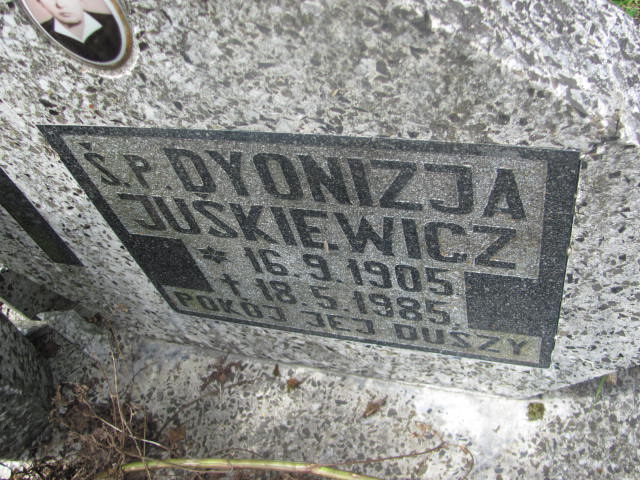 Ś.P. DYONIZJA
JUSKIEWICZ
* 16.9.1905
† 18.5.1985
POKÓJ JEJ DUSZY